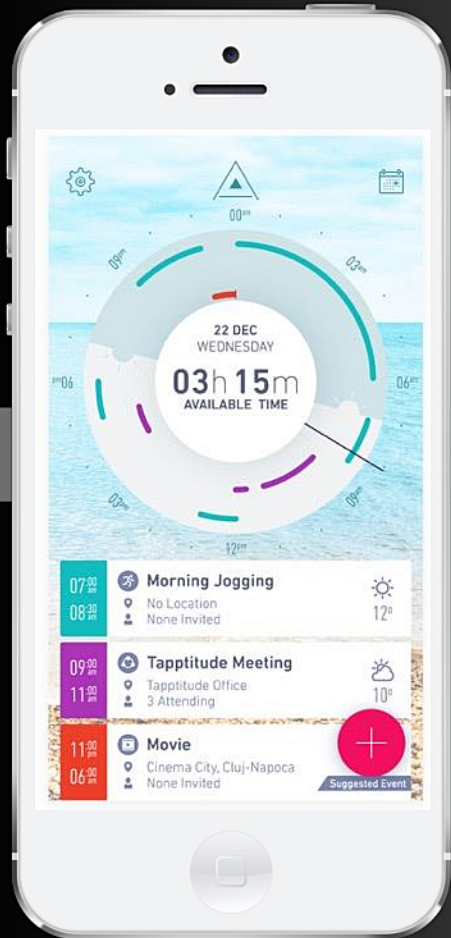 00am
09pm
03am
22 DEC
WEDNESDAY
03h 15m
AVAILABLE TIME
pm06
06am
03pm
09am
12pm
07:00 am
08:30 am
Morning Jogging
No Location
None Invited
12°
09:00 am
11:00 am
Tapptitude Meeting
Tapptitude Office
3 Attending
10°
11:00 pm
06:00
Movie
Cinema City, Cluj-Napoca
None Invited
Suggested Event